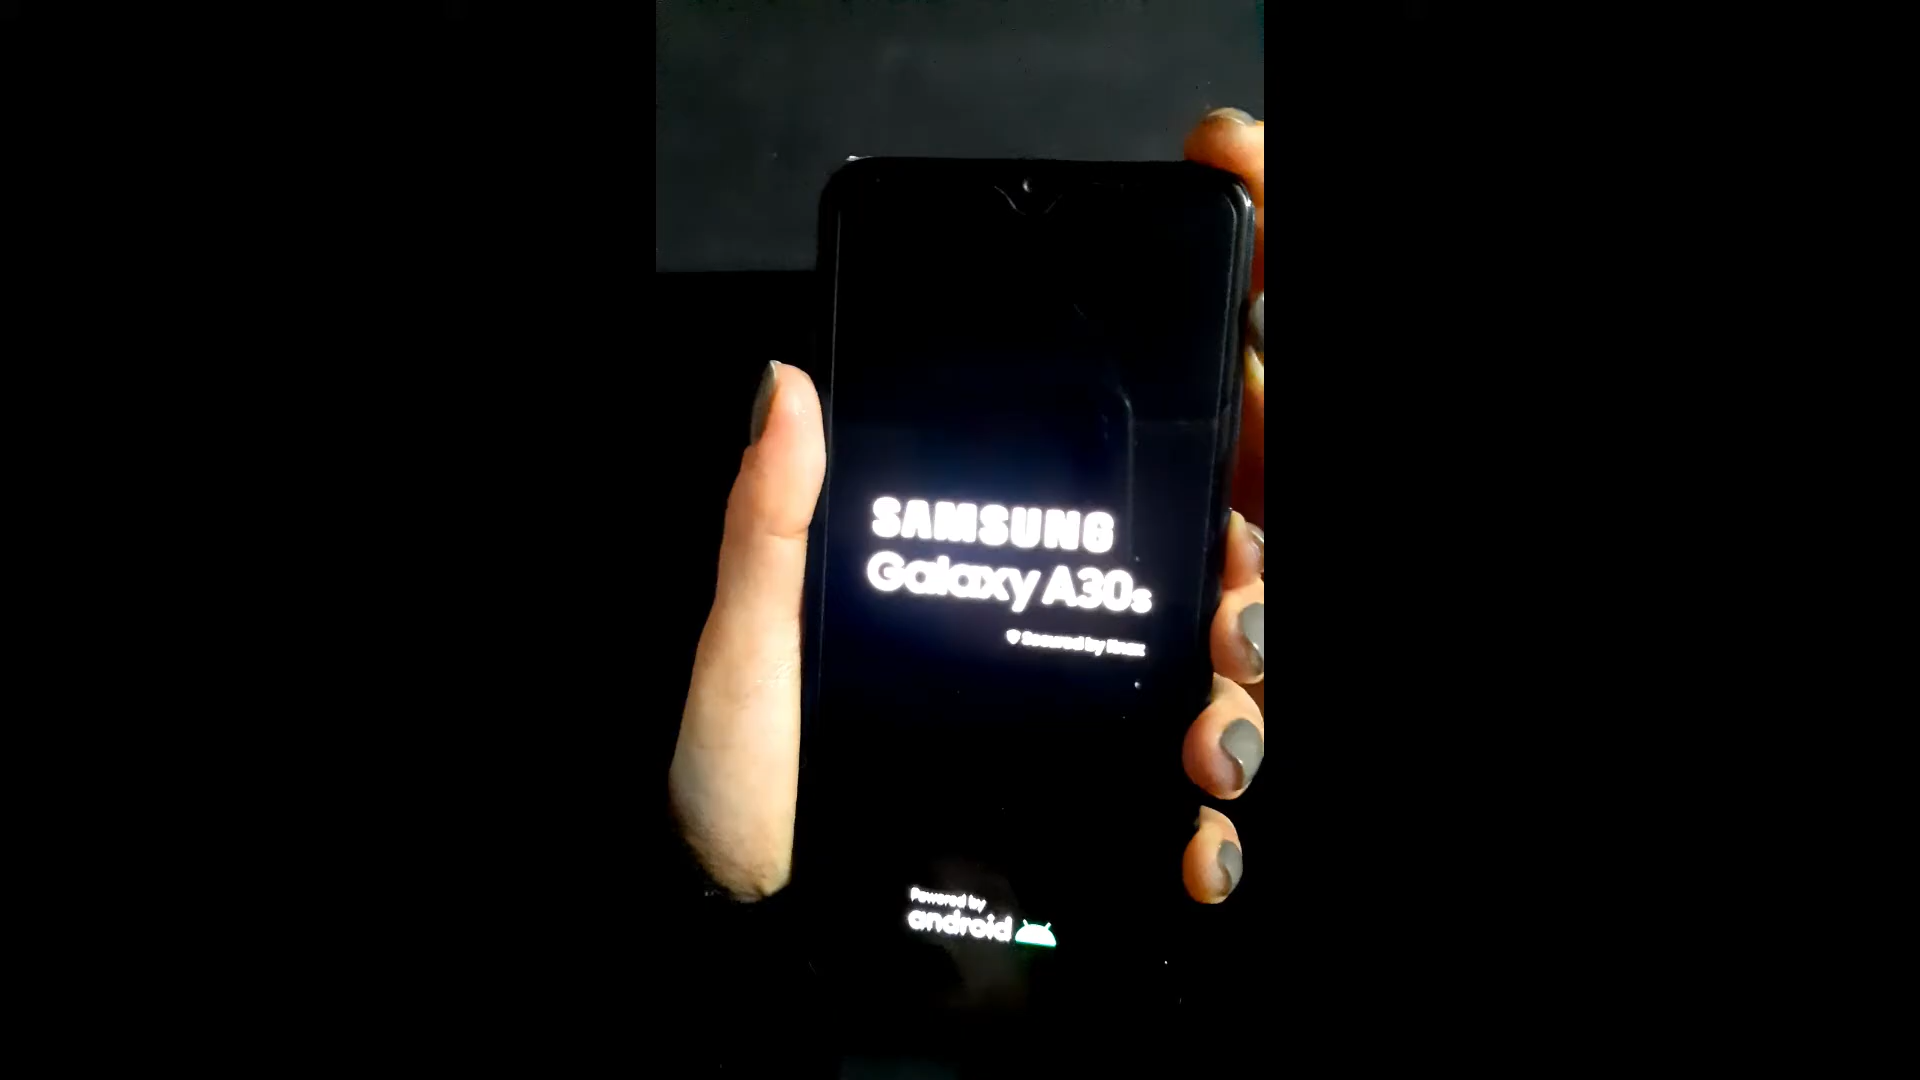 SAMSUNG
Galaxy A30s
Secured by Knox
Powered by
android